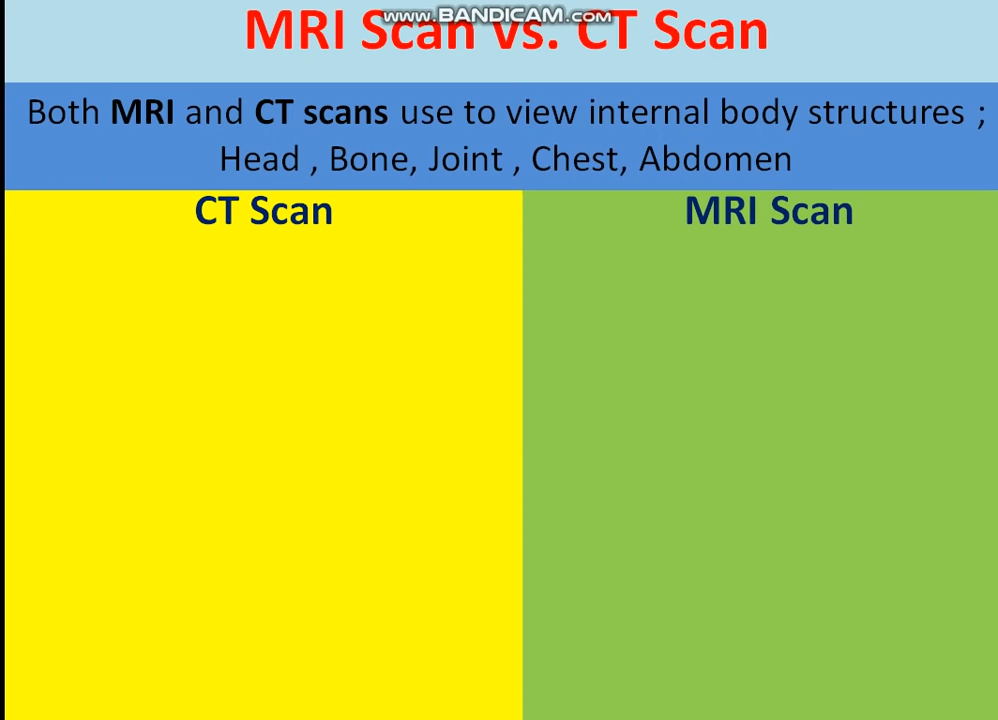 www.BANDICAM.com
MRI Scan vs. CT Scan
Both MRI and CT scans use to view internal body structures ;
Head , Bone, Joint , Chest, Abdomen
CT Scan
MRI Scan